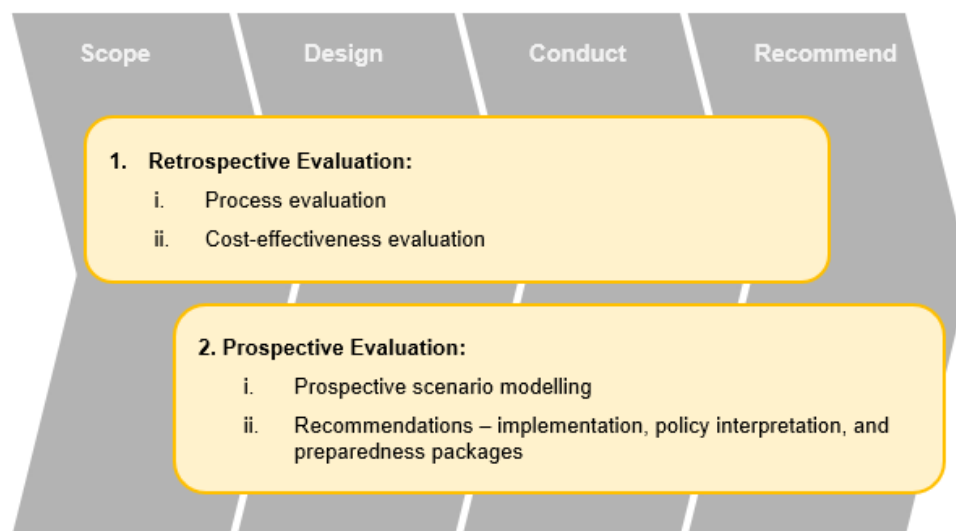 Scope
Design
Conduct
Recommend
1. Retrospective Evaluation:
i. Process evaluation
ii. Cost-effectiveness evaluation
2. Prospective Evaluation:
i. Prospective scenario modelling
ii. Recommendations – implementation, policy interpretation, and
preparedness packages